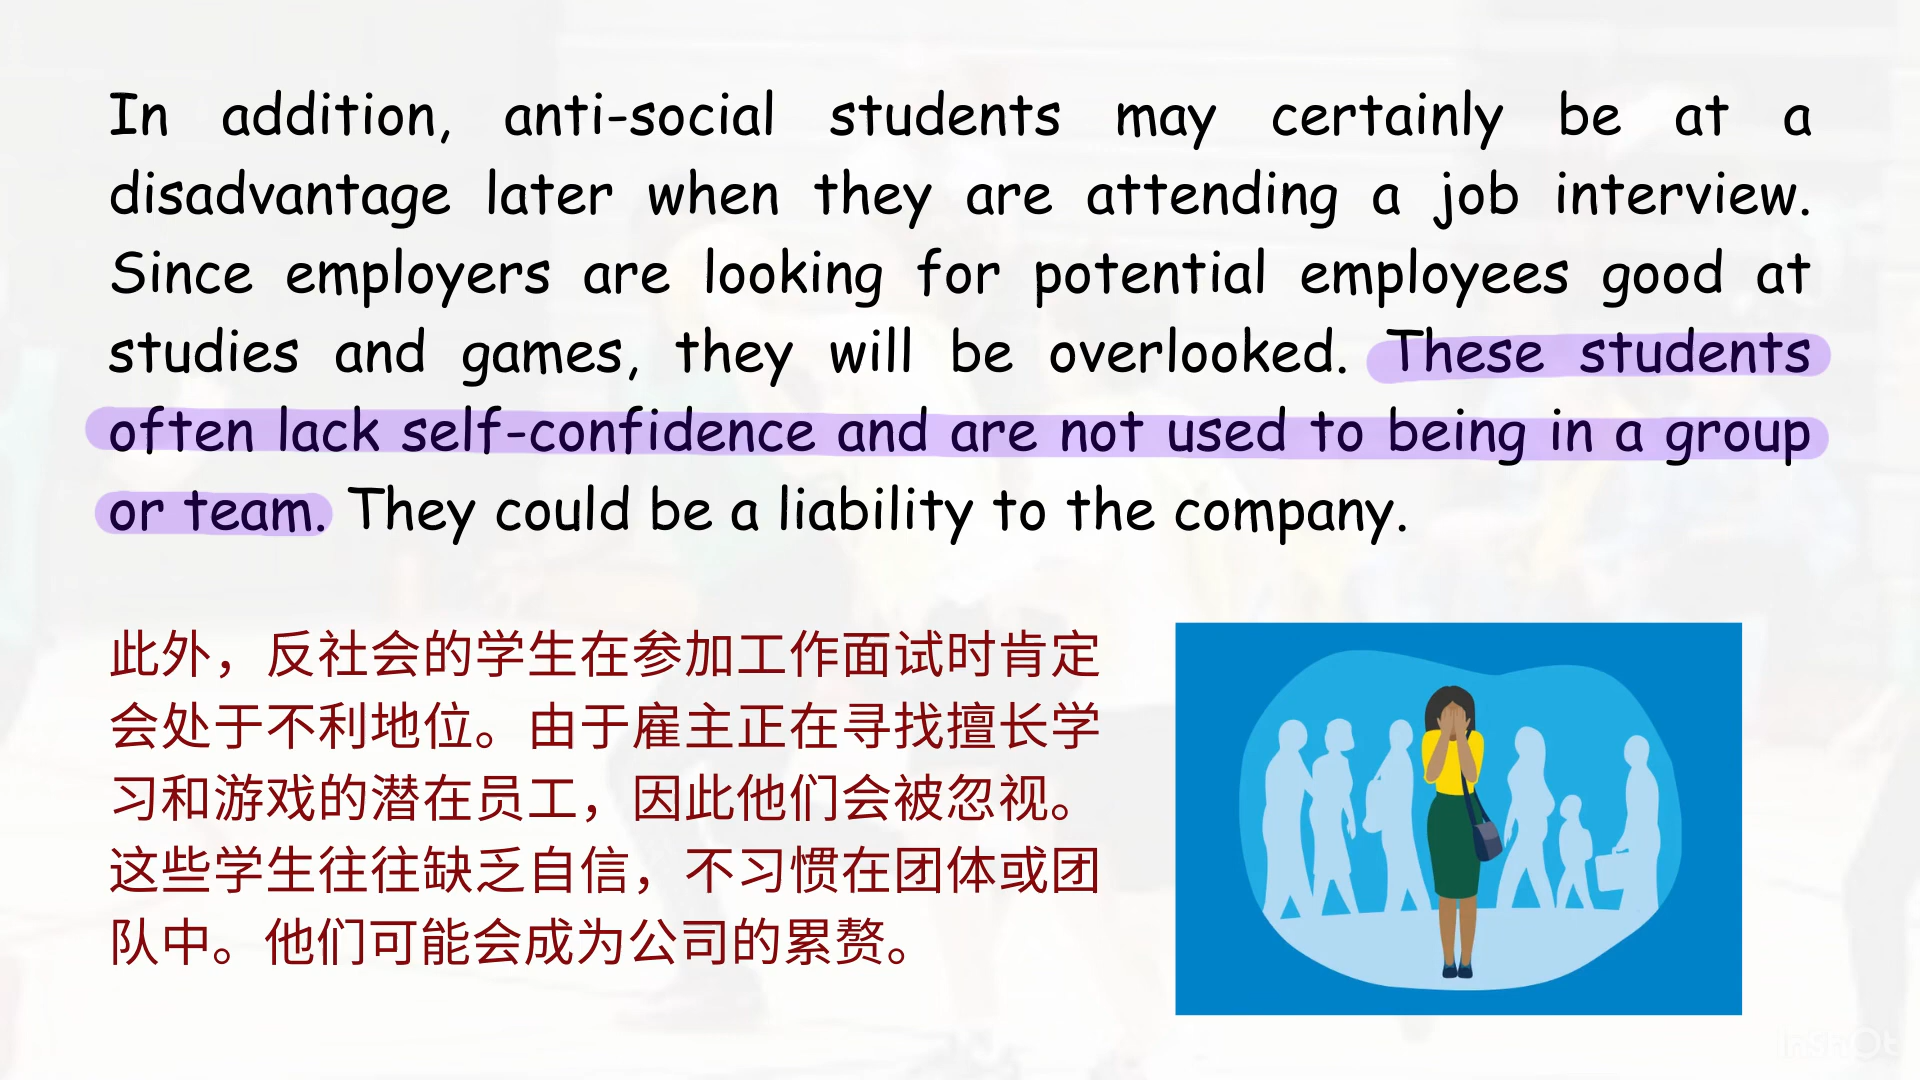 In addition, anti-social students may certainly be at a
disadvantage later when they are attending a job interview.
Since employers are looking for potential employees good at
studies and games, they will be overlooked. These students
often lack self-confidence and are not used to being in a group
or team. They could be a liability to the company.
此外，反社会的学生在参加工作面试时肯定
会处于不利地位。由于雇主正在寻找擅长学
习和游戏的潜在员工，因此他们会被忽视。
这些学生往往缺乏自信，不习惯在团体或团
队中。他们可能会成为公司的累赘。
InShOt